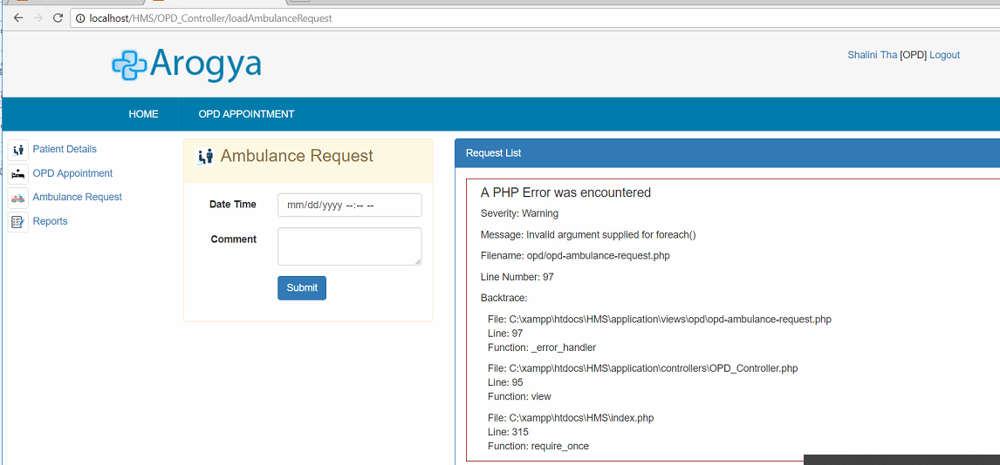 localhost/HMS/OPD_Controller/loadAmbulanceRequest
Arogya
Shalini Tha [OPD] Logout
HOME
OPD APPOINTMENT
Patient Details
OPD Appointment
Ambulance Request
Reports
Ambulance Request
Date Time
mm/dd/yyyy --:-- --
Comment
Submit
Request List
A PHP Error was encountered
Severity: Warning
Message: Invalid argument supplied for foreach()
Filename: opd/opd-ambulance-request.php
Line Number: 97
Backtrace:
File: C:\xampp\htdocs\HMS\application\views\opd\opd-ambulance-request.php
Line: 97
Function: _error_handler
File: C:\xampp\htdocs\HMS\application\controllers\OPD_Controller.php
Line: 95
Function: view
File: C:\xampp\htdocs\HMS\index.php
Line: 315
Function: require_once